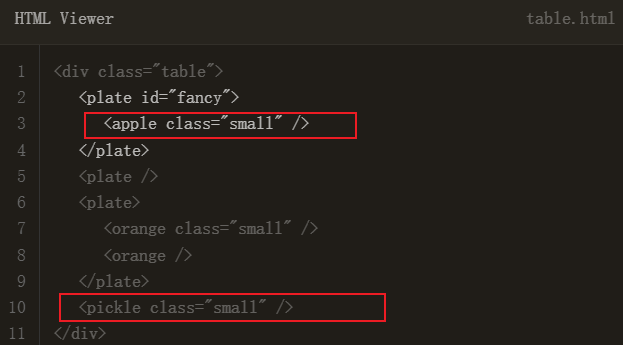 HTML Viewer
table.html
1 <div class="table">
2 <plate id="fancy">
3 <apple class="small" />
4 </plate>
5 <plate />
6 <plate>
7 <orange class="small" />
8 <orange />
9 </plate>
10 <pickle class="small" />
11 </div>